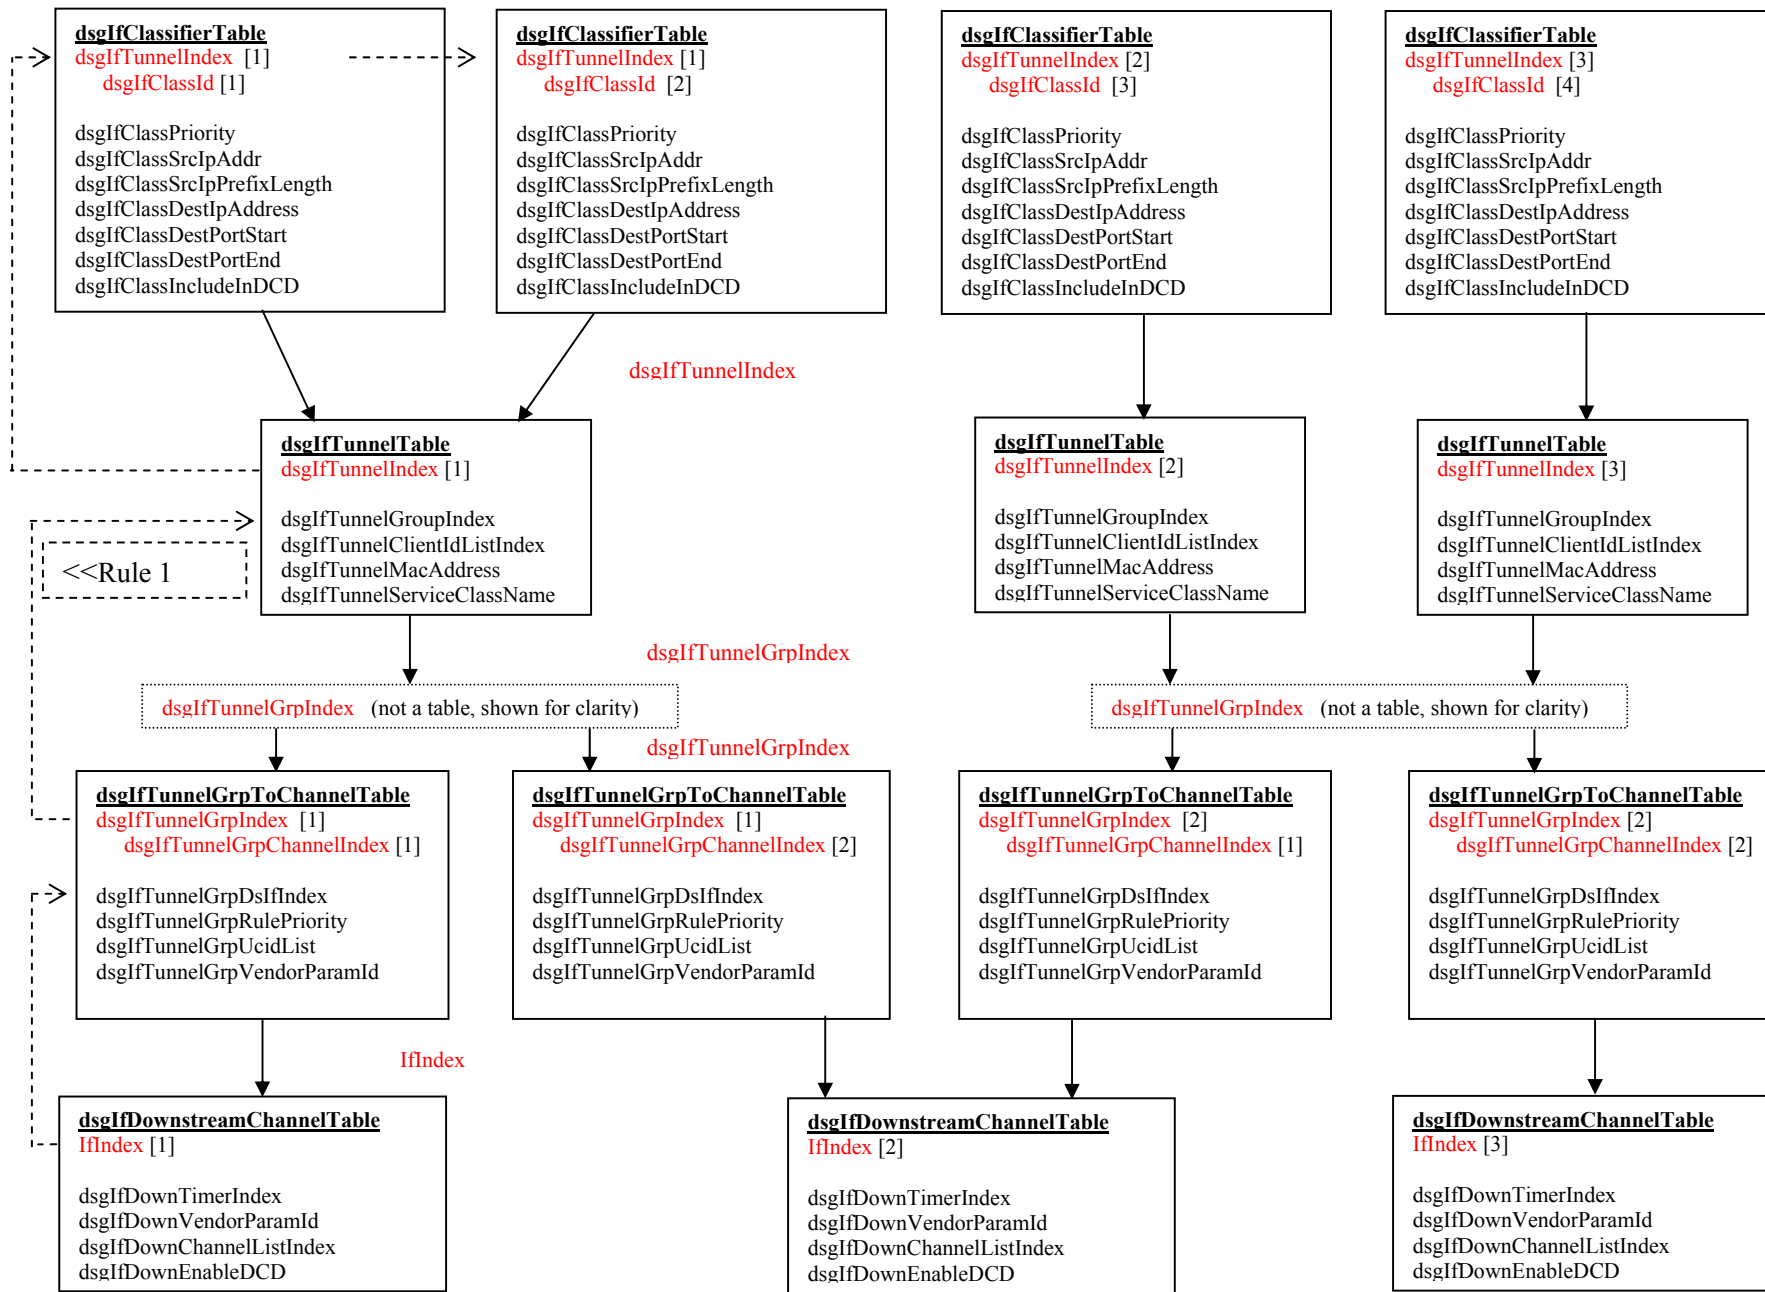 dsgIfClassifierTable
dsgIfTunnelIndex [1]
dsgIfClassId [1]
dsgIfClassPriority
dsgIfClassSrcIpAddr
dsgIfClassSrcIpPrefixLength
dsgIfClassDestIpAddress
dsgIfClassDestPortStart
dsgIfClassDestPortEnd
dsgIfClassIncludeInDCD
dsgIfClassifierTable
dsgIfTunnelIndex [1]
dsgIfClassId [2]
dsgIfClassPriority
dsgIfClassSrcIpAddr
dsgIfClassSrcIpPrefixLength
dsgIfClassDestIpAddress
dsgIfClassDestPortStart
dsgIfClassDestPortEnd
dsgIfClassIncludeInDCD
dsgIfClassifierTable
dsgIfTunnelIndex [2]
dsgIfClassId [3]
dsgIfClassPriority
dsgIfClassSrcIpAddr
dsgIfClassSrcIpPrefixLength
dsgIfClassDestIpAddress
dsgIfClassDestPortStart
dsgIfClassDestPortEnd
dsgIfClassIncludeInDCD
dsgIfClassifierTable
dsgIfTunnelIndex [3]
dsgIfClassId [4]
dsgIfClassPriority
dsgIfClassSrcIpAddr
dsgIfClassSrcIpPrefixLength
dsgIfClassDestIpAddress
dsgIfClassDestPortStart
dsgIfClassDestPortEnd
dsgIfClassIncludeInDCD
dsgIfTunnelIndex
dsgIfTunnelTable
dsgIfTunnelIndex [1]
dsgIfTunnelGroupIndex
dsgIfTunnelClientIdListIndex
dsgIfTunnelMacAddress
dsgIfTunnelServiceClassName
dsgIfTunnelTable
dsgIfTunnelIndex [2]
dsgIfTunnelGroupIndex
dsgIfTunnelClientIdListIndex
dsgIfTunnelMacAddress
dsgIfTunnelServiceClassName
dsgIfTunnelTable
dsgIfTunnelIndex [3]
dsgIfTunnelGroupIndex
dsgIfTunnelClientIdListIndex
dsgIfTunnelMacAddress
dsgIfTunnelServiceClassName
<<Rule 1
dsgIfTunnelGrpIndex
dsgIfTunnelGrpIndex (not a table, shown for clarity)
dsgIfTunnelGrpIndex (not a table, shown for clarity)
dsgIfTunnelGrpIndex
dsgIfTunnelGrpToChannelTable
dsgIfTunnelGrpIndex [1]
dsgIfTunnelGrpChannelIndex [1]
dsgIfTunnelGrpDsIfIndex
dsgIfTunnelGrpRulePriority
dsgIfTunnelGrpUcidList
dsgIfTunnelGrpVendorParamId
dsgIfTunnelGrpToChannelTable
dsgIfTunnelGrpIndex [1]
dsgIfTunnelGrpChannelIndex [2]
dsgIfTunnelGrpDsIfIndex
dsgIfTunnelGrpRulePriority
dsgIfTunnelGrpUcidList
dsgIfTunnelGrpVendorParamId
dsgIfTunnelGrpToChannelTable
dsgIfTunnelGrpIndex [2]
dsgIfTunnelGrpChannelIndex [1]
dsgIfTunnelGrpDsIfIndex
dsgIfTunnelGrpRulePriority
dsgIfTunnelGrpUcidList
dsgIfTunnelGrpVendorParamId
dsgIfTunnelGrpToChannelTable
dsgIfTunnelGrpIndex [2]
dsgIfTunnelGrpChannelIndex [2]
dsgIfTunnelGrpDsIfIndex
dsgIfTunnelGrpRulePriority
dsgIfTunnelGrpUcidList
dsgIfTunnelGrpVendorParamId
IfIndex
dsgIfDownstreamChannelTable
IfIndex [1]
dsgIfDownTimerIndex
dsgIfDownVendorParamId
dsgIfDownChannelListIndex
dsgIfDownEnableDCD
dsgIfDownstreamChannelTable
IfIndex [2]
dsgIfDownTimerIndex
dsgIfDownVendorParamId
dsgIfDownChannelListIndex
dsgIfDownEnableDCD
dsgIfDownstreamChannelTable
IfIndex [3]
dsgIfDownTimerIndex
dsgIfDownVendorParamId
dsgIfDownChannelListIndex
dsgIfDownEnableDCD